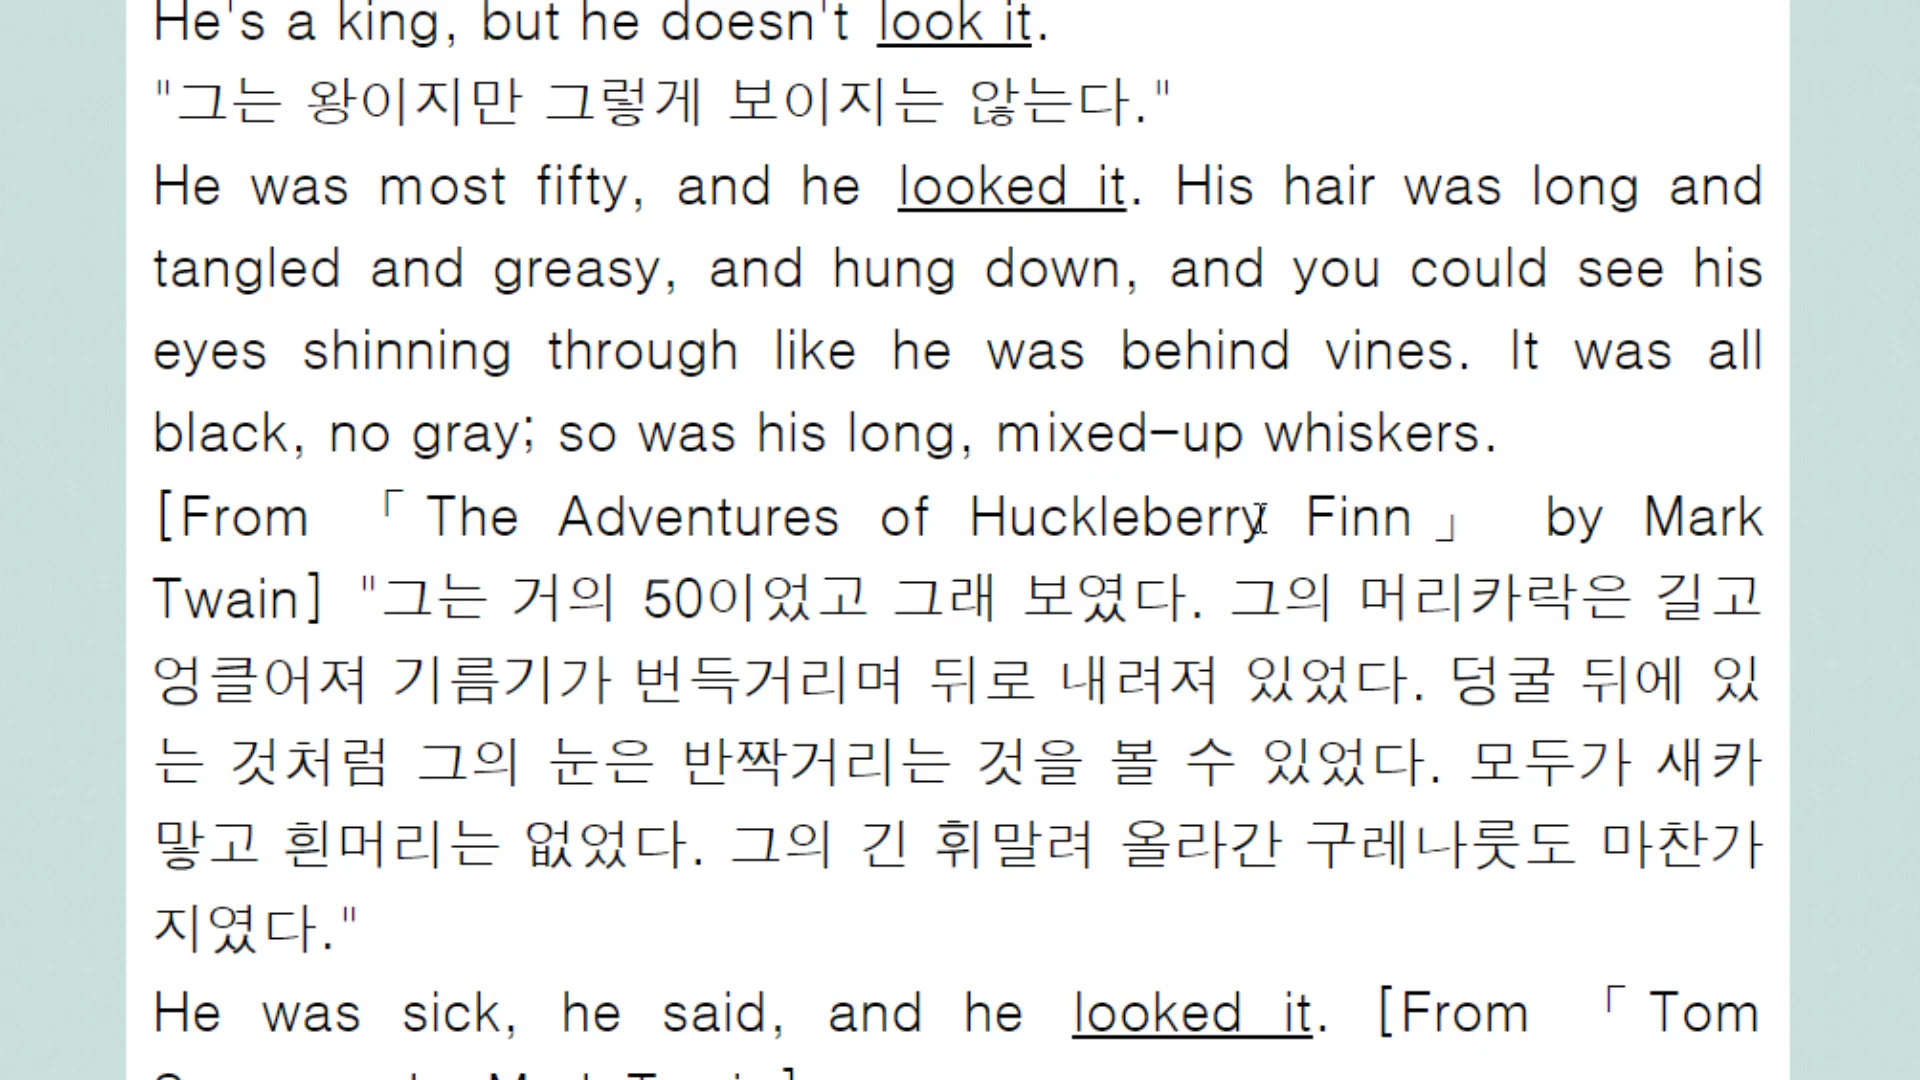 He's a king, but he doesn't look it.
"그는 왕이지만 그렇게 보이지는 않는다."
He was most fifty, and he looked it. His hair was long and
tangled and greasy, and hung down, and you could see his
eyes shinning through like he was behind vines. It was all
black, no gray; so was his long, mixed-up whiskers.
[From 「The Adventures of Huckleberry Finn」 by Mark
Twain] "그는 거의 50이었고 그래 보였다. 그의 머리카락은 길고
엉클어져 기름기가 번득거리며 뒤로 내려져 있었다. 덩굴 뒤에 있
는 것처럼 그의 눈은 반짝거리는 것을 볼 수 있었다. 모두가 새카
맣고 흰머리는 없었다. 그의 긴 휘말려 올라간 구레나룻도 마찬가
지였다."
He was sick, he said, and he looked it. [From 「Tom
by Mark Twain]